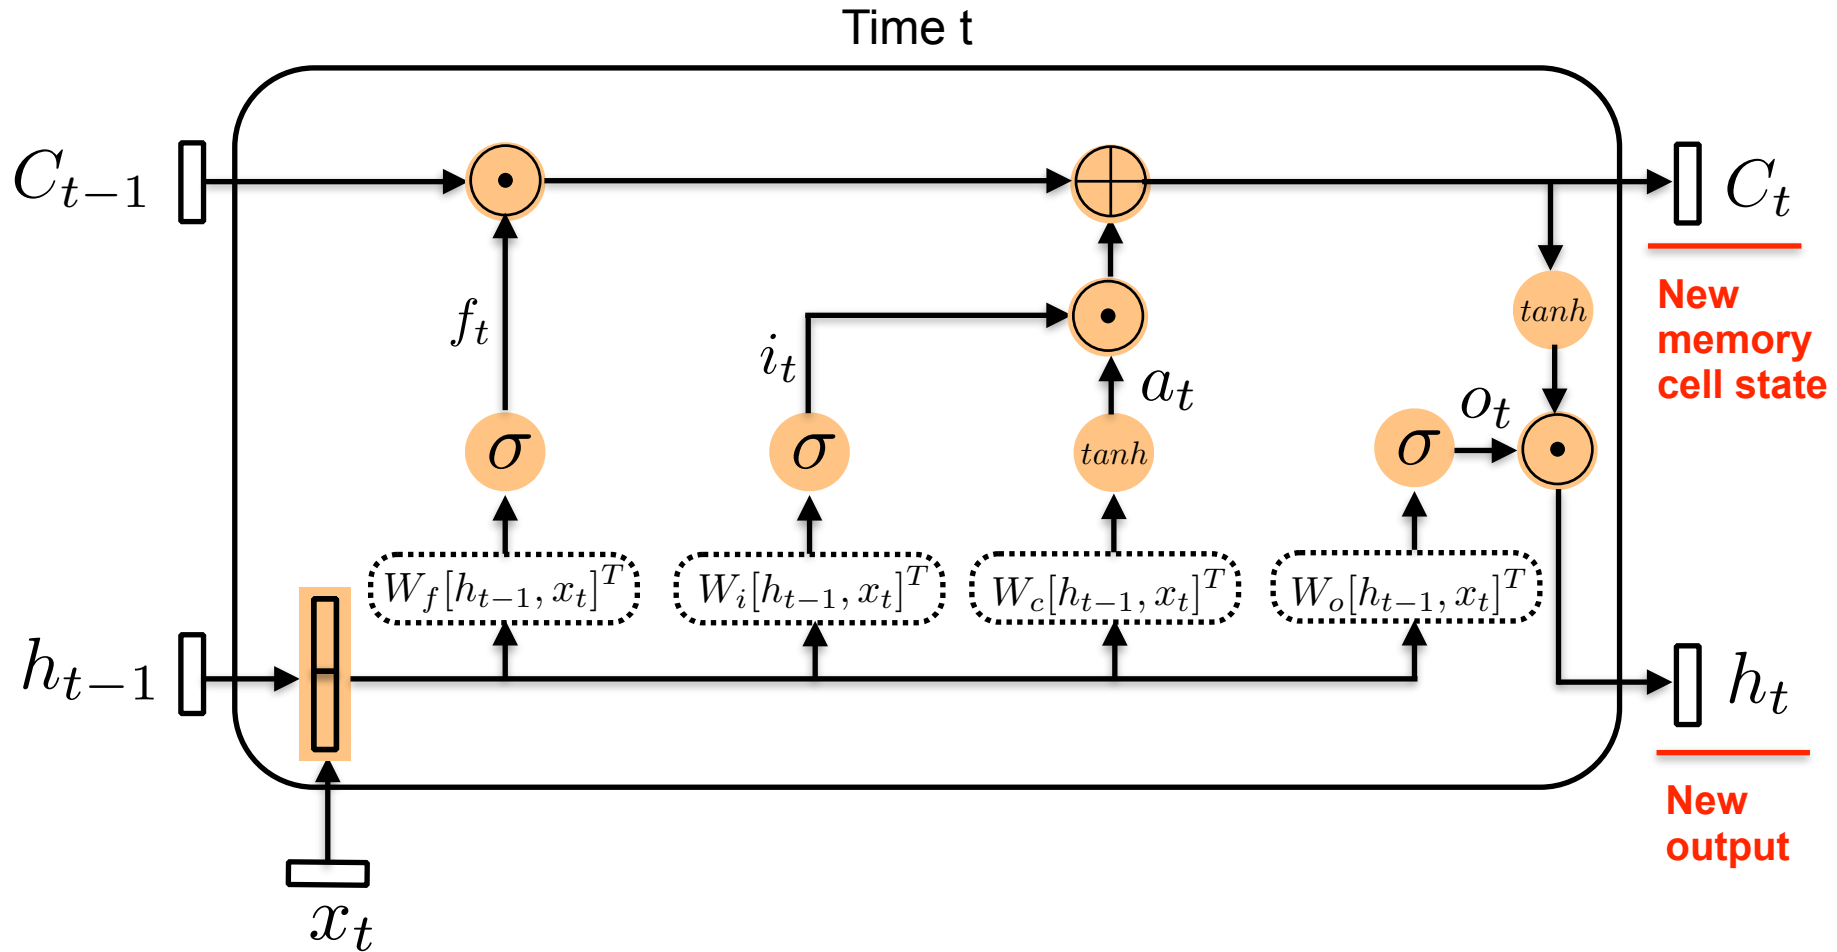 Time t
C_{t-1}
C_t
f_t
i_t
a_t
tanh
New
memory
cell state
o_t
σ
σ
tanh
σ
W_f[h_{t-1}, x_t]^T
W_i[h_{t-1}, x_t]^T
W_c[h_{t-1}, x_t]^T
W_o[h_{t-1}, x_t]^T
h_{t-1}
h_t
New
output
x_t